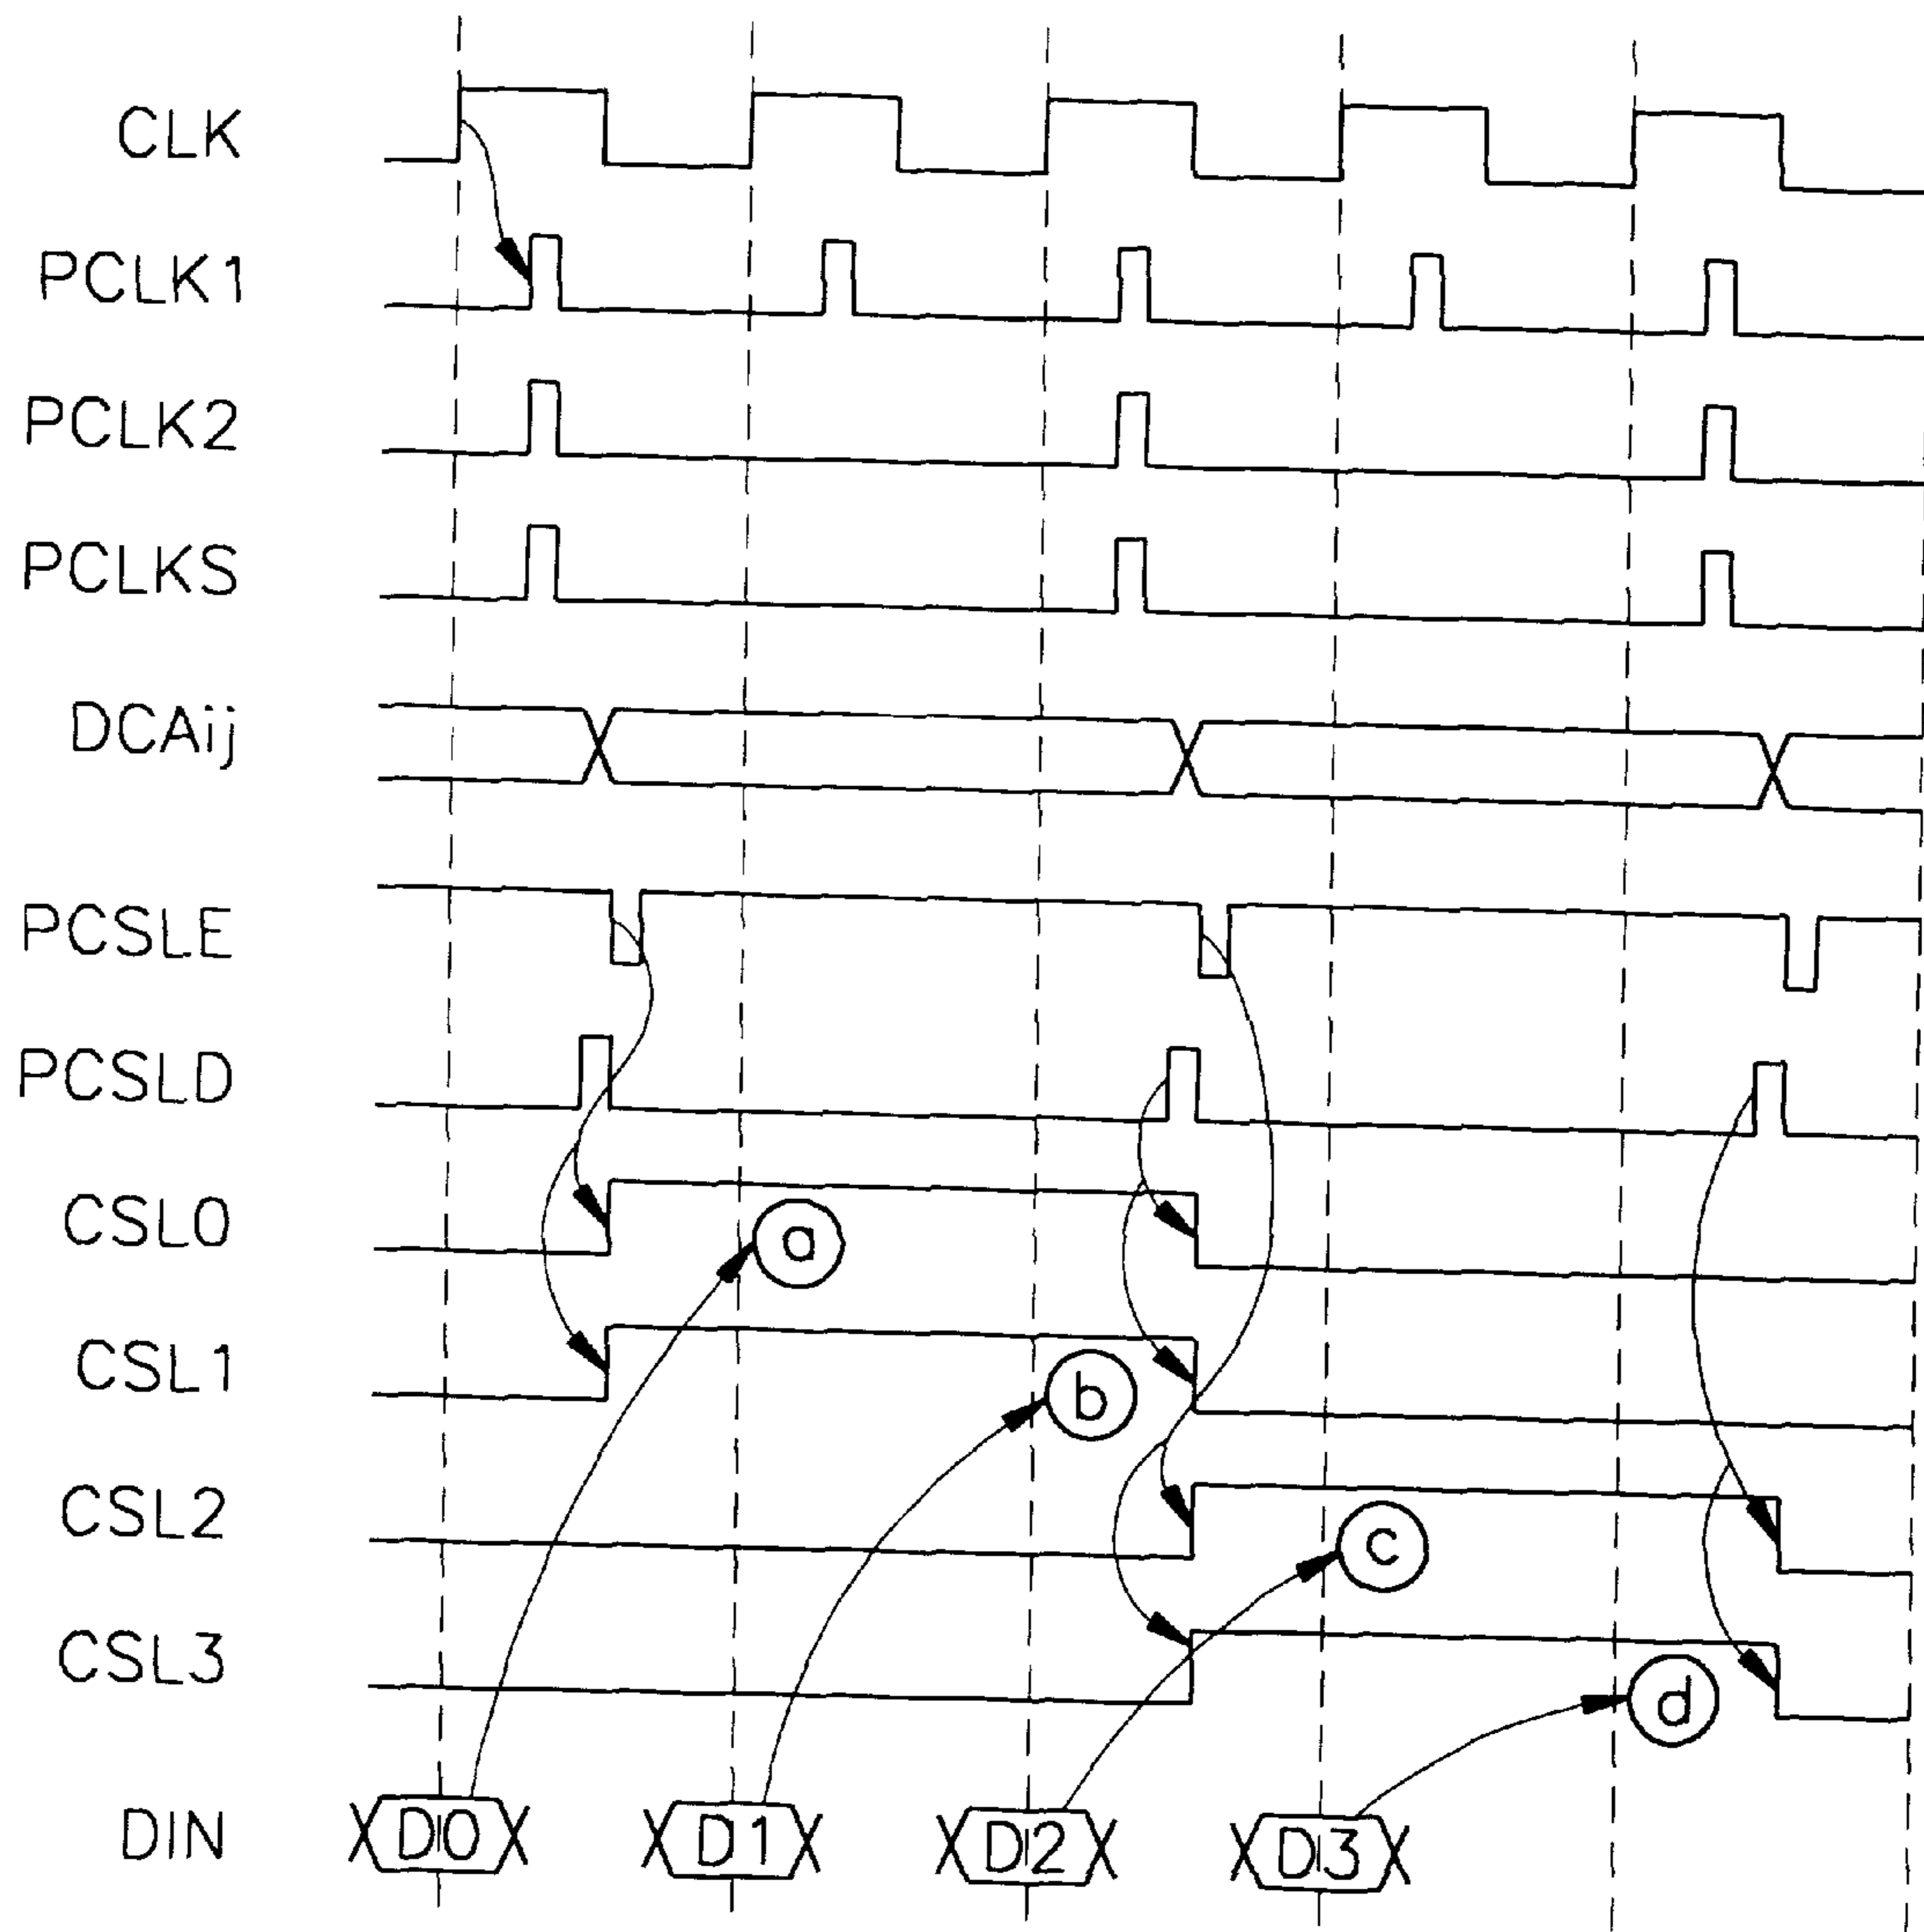 CLK
PCLK1
PCLK2
PCLKS
DCAij
PCSLE
PCSLD
CSL0
a
CSL1
b
CSL2
c
CSL3
d
DIN D0 D1 D2 D3